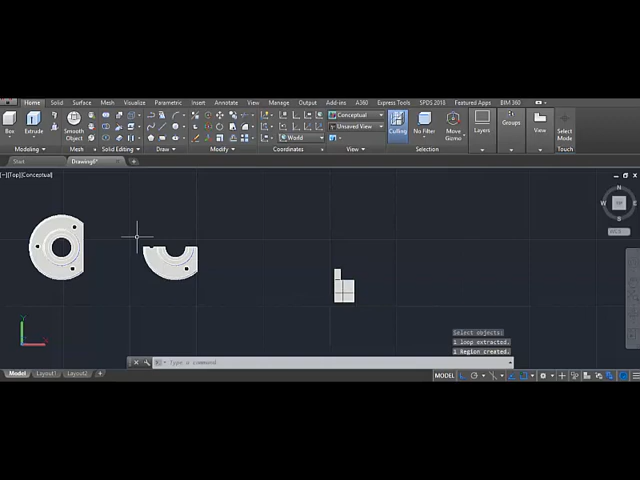 Home Solid Surface Mesh Visualize Parametric Insert Annotate View Manage Output Add-ins A360 Express Tools SPDS 2018 Featured Apps BIM 360
Box Extrude Smooth Object Culling No Filter Move Gizmo Layers Groups View Select Mode
Conceptual
Unsaved View
World
Modeling Mesh Solid Editing Draw Modify Coordinates View Selection
Start Drawing6*
[−][Top][Conceptual]
N
W TOP E
S
WCS
Y
X
Select objects:
1 loop extracted.
1 Region created.
Type a command
Model Layout1 Layout2 + MODEL